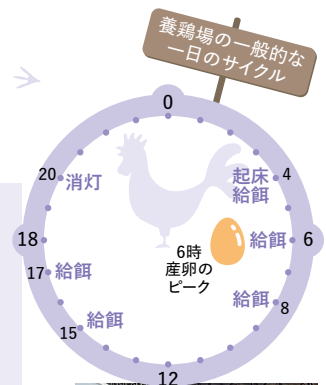 養鶏場の一般的な
一日のサイクル
0
起床
給餌
4
給餌
6
6時
産卵の
ピーク
給餌
8
12
給餌
15
給餌
17
18
消灯
20